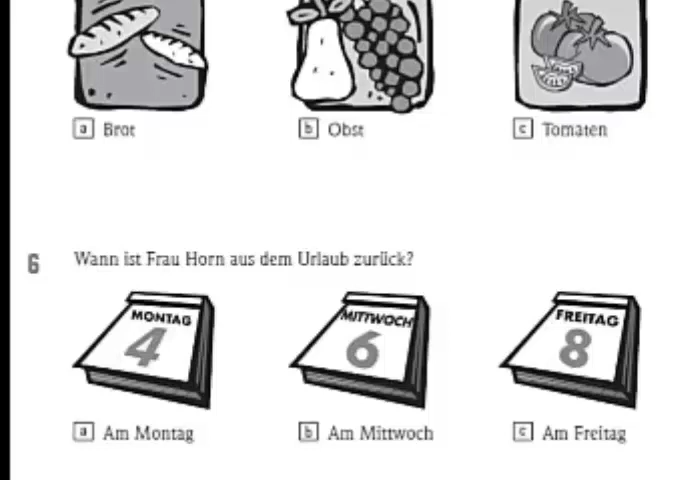 a Brot
b Obst
c Tomaten
6 Wann ist Frau Horn aus dem Urlaub zurück?
MONTAG
4
MITTWOCH
6
FREITAG
8
a Am Montag
b Am Mittwoch
c Am Freitag